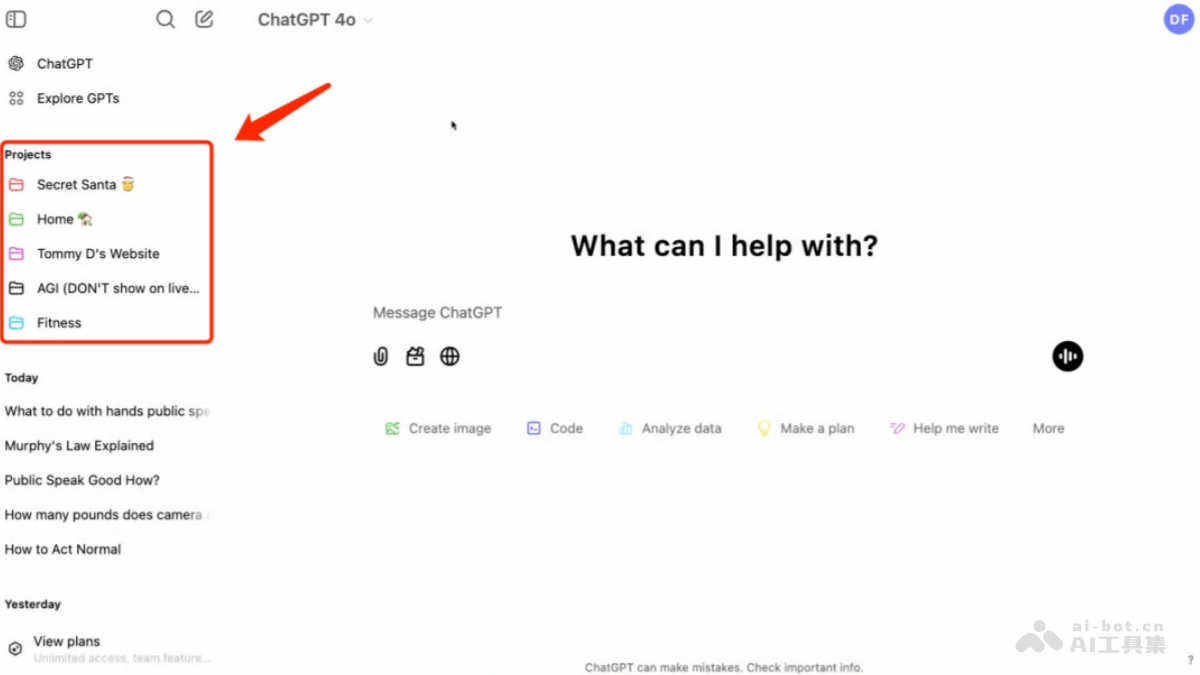 ChatGPT 4o
DF
ChatGPT
Explore GPTs
Projects
Secret Santa 🎅
Home 🏡
Tommy D's Website
AGI (DON'T show on live...
Fitness
Today
What to do with hands public spe
Murphy's Law Explained
Public Speak Good How?
How many pounds does camera a
How to Act Normal
Yesterday
View plans
Unlimited access, team feature...
What can I help with?
Message ChatGPT
Create image
Code
Analyze data
Make a plan
Help me write
More
ChatGPT can make mistakes. Check important info.
ai-bot.cn
AI工具集
?